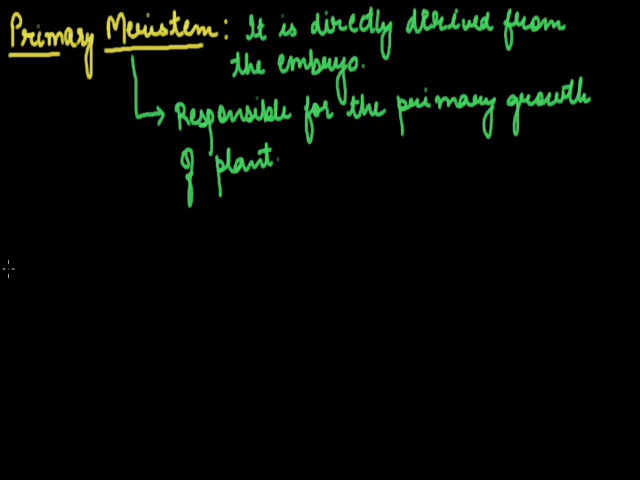 Primary Meristem: It is directly derived from
the embryo.
→ Responsible for the primary growth
of plant.